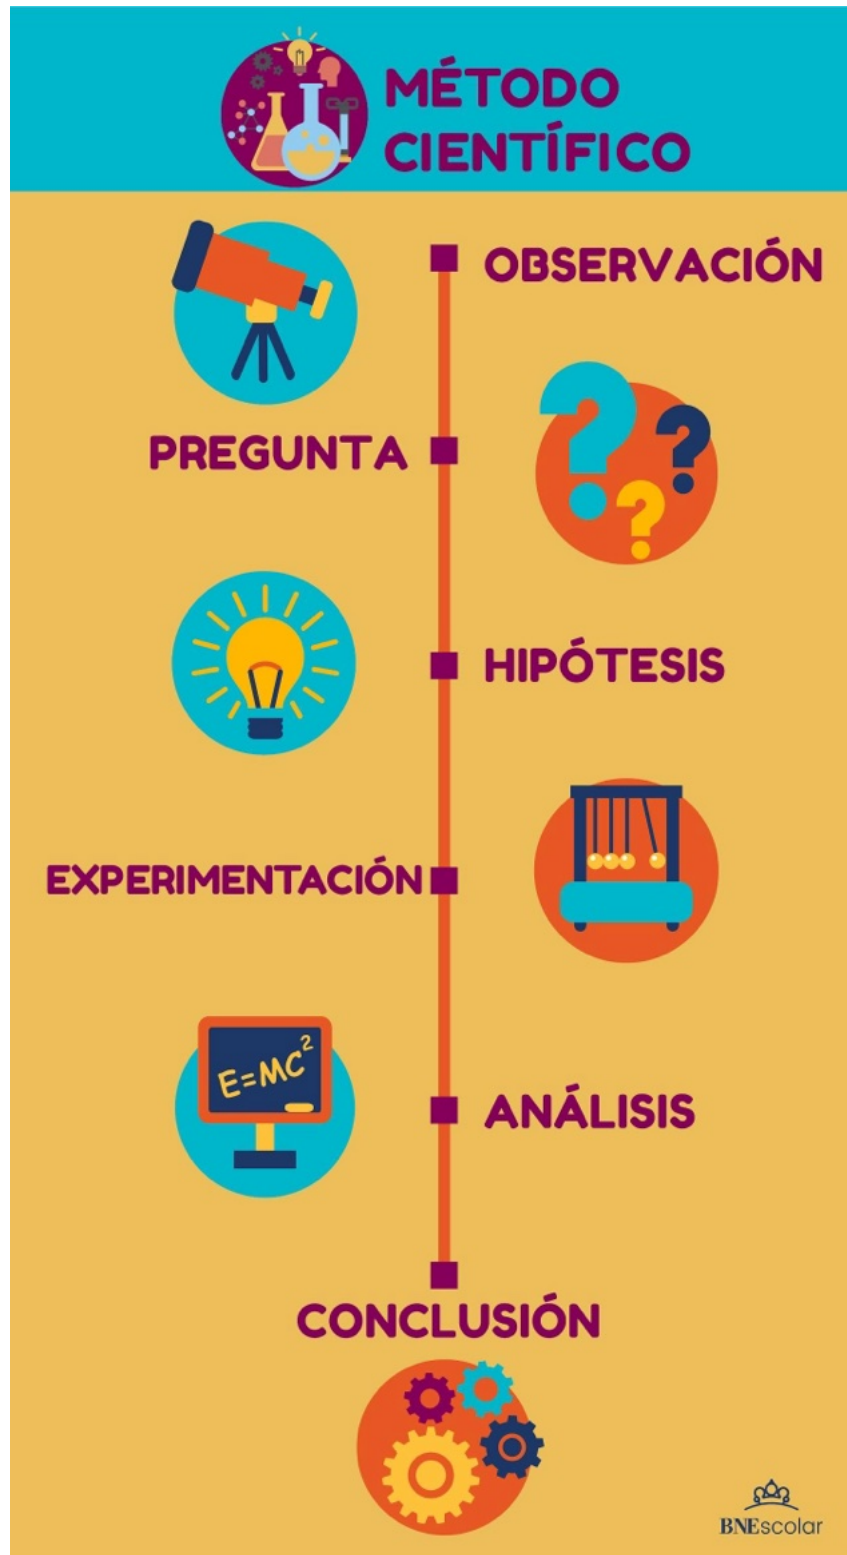 MÉTODO
CIENTÍFICO
OBSERVACIÓN
PREGUNTA
HIPÓTESIS
EXPERIMENTACIÓN
E=MC²
ANÁLISIS
CONCLUSIÓN
BNEscolar